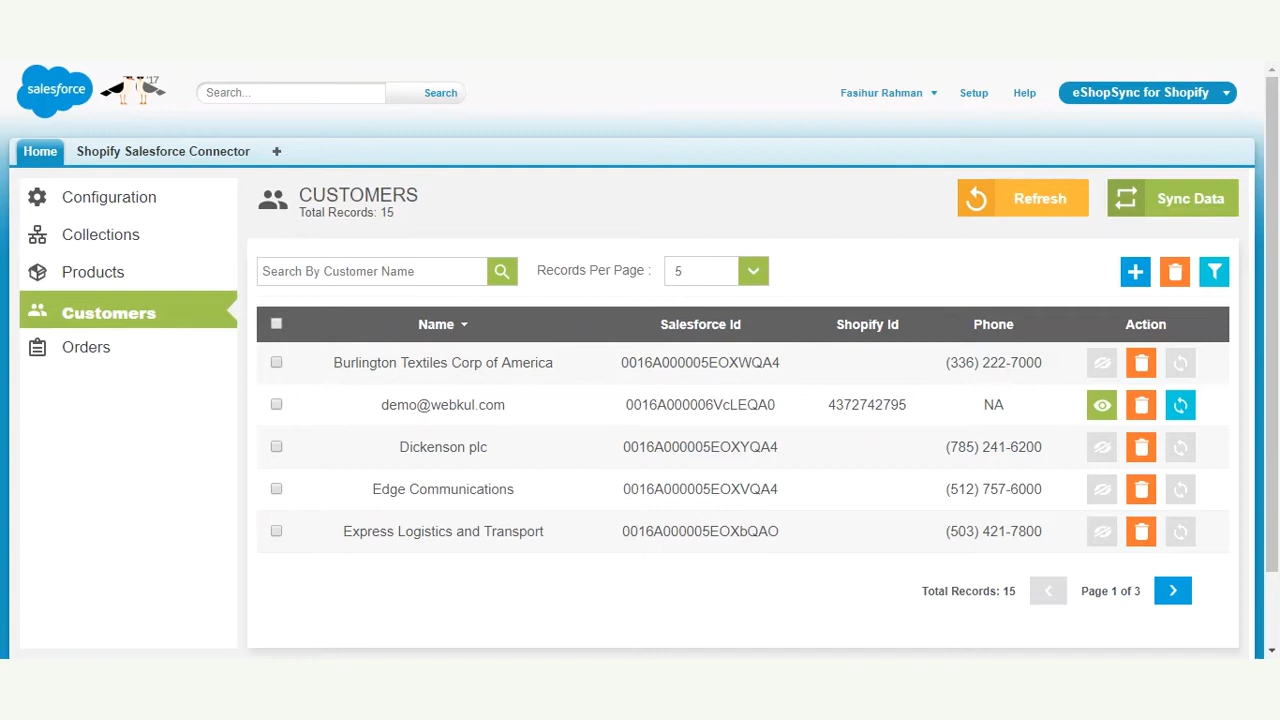 salesforce
'17
Search...
Search
Fasihur Rahman
Setup
Help
eShopSync for Shopify
Home
Shopify Salesforce Connector
Configuration
Collections
Products
Customers
Orders
CUSTOMERS
Total Records: 15
Refresh
Sync Data
Search By Customer Name
Records Per Page :
5
Name Salesforce Id Shopify Id Phone Action
Burlington Textiles Corp of America 0016A000005EOXWQA4 (336) 222-7000
demo@webkul.com 0016A000006VcLEQA0 4372742795 NA
Dickenson plc 0016A000005EOXYQA4 (785) 241-6200
Edge Communications 0016A000005EOXVQA4 (512) 757-6000
Express Logistics and Transport 0016A000005EOXbQAO (503) 421-7800
Total Records: 15
Page 1 of 3